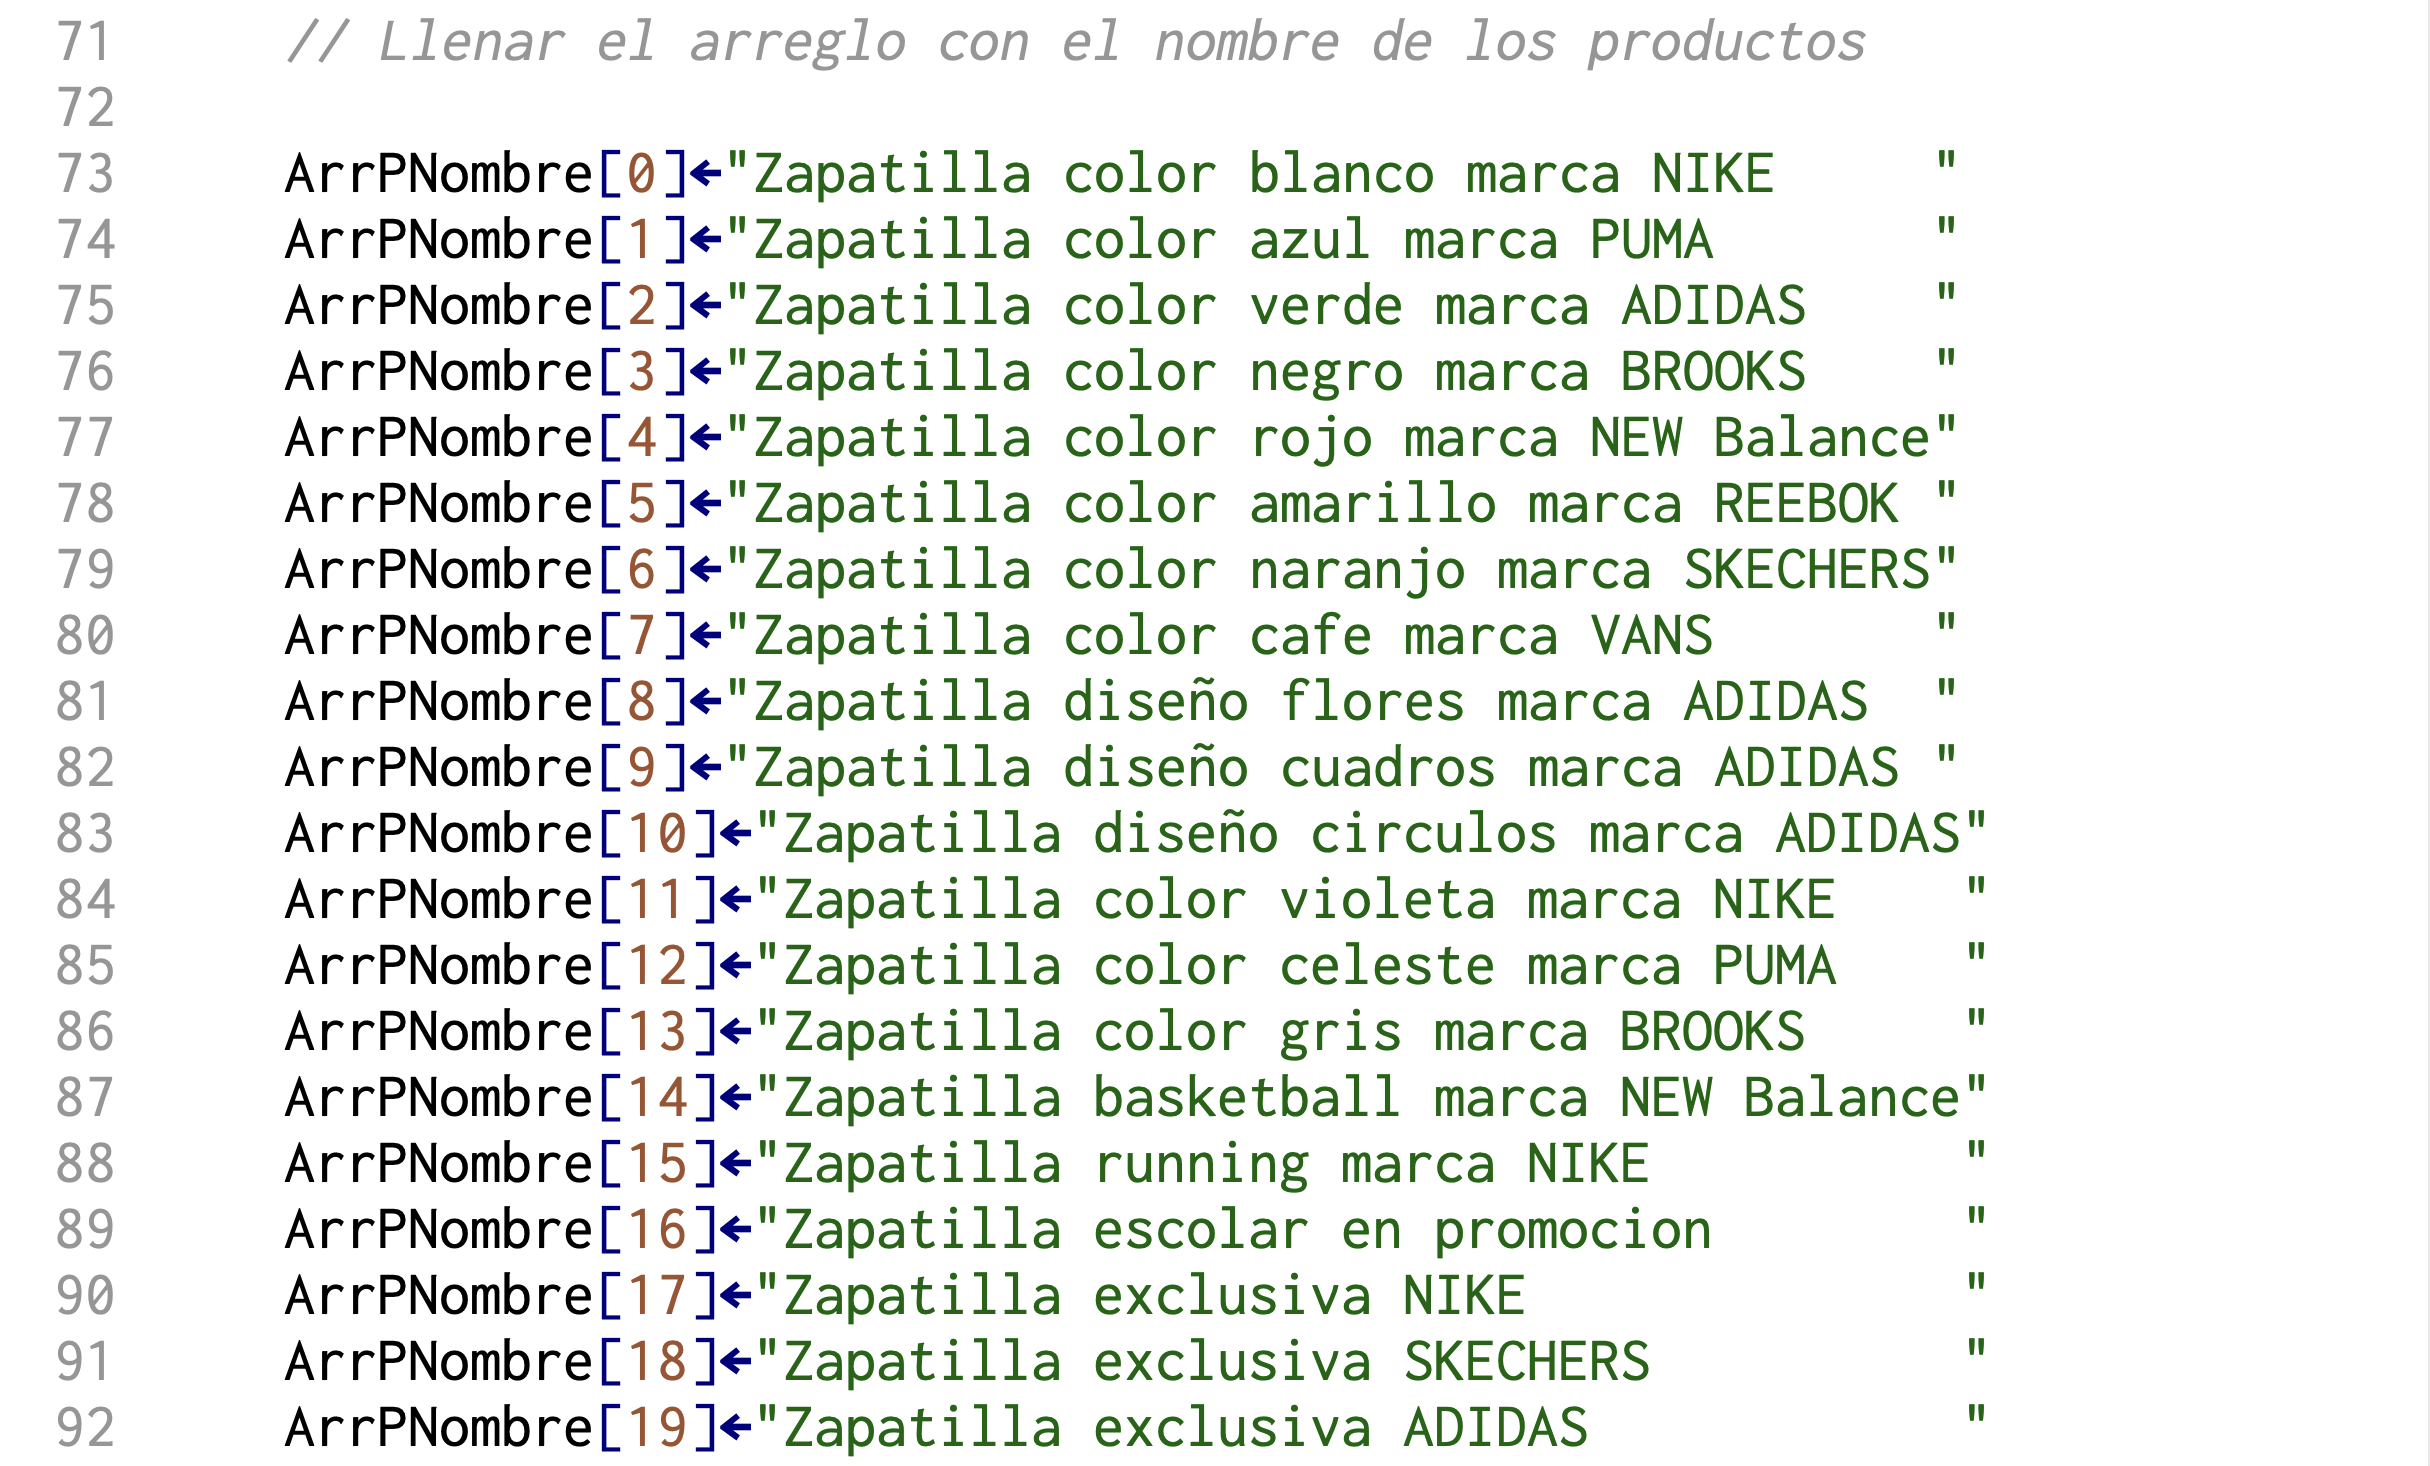 71 // Llenar el arreglo con el nombre de los productos
72
73 ArrPNombre[0]←"Zapatilla color blanco marca NIKE     "
74 ArrPNombre[1]←"Zapatilla color azul marca PUMA       "
75 ArrPNombre[2]←"Zapatilla color verde marca ADIDAS    "
76 ArrPNombre[3]←"Zapatilla color negro marca BROOKS    "
77 ArrPNombre[4]←"Zapatilla color rojo marca NEW Balance"
78 ArrPNombre[5]←"Zapatilla color amarillo marca REEBOK "
79 ArrPNombre[6]←"Zapatilla color naranjo marca SKECHERS"
80 ArrPNombre[7]←"Zapatilla color cafe marca VANS       "
81 ArrPNombre[8]←"Zapatilla diseño flores marca ADIDAS  "
82 ArrPNombre[9]←"Zapatilla diseño cuadros marca ADIDAS "
83 ArrPNombre[10]←"Zapatilla diseño circulos marca ADIDAS"
84 ArrPNombre[11]←"Zapatilla color violeta marca NIKE    "
85 ArrPNombre[12]←"Zapatilla color celeste marca PUMA    "
86 ArrPNombre[13]←"Zapatilla color gris marca BROOKS     "
87 ArrPNombre[14]←"Zapatilla basketball marca NEW Balance"
88 ArrPNombre[15]←"Zapatilla running marca NIKE          "
89 ArrPNombre[16]←"Zapatilla escolar en promocion        "
90 ArrPNombre[17]←"Zapatilla exclusiva NIKE              "
91 ArrPNombre[18]←"Zapatilla exclusiva SKECHERS          "
92 ArrPNombre[19]←"Zapatilla exclusiva ADIDAS            "